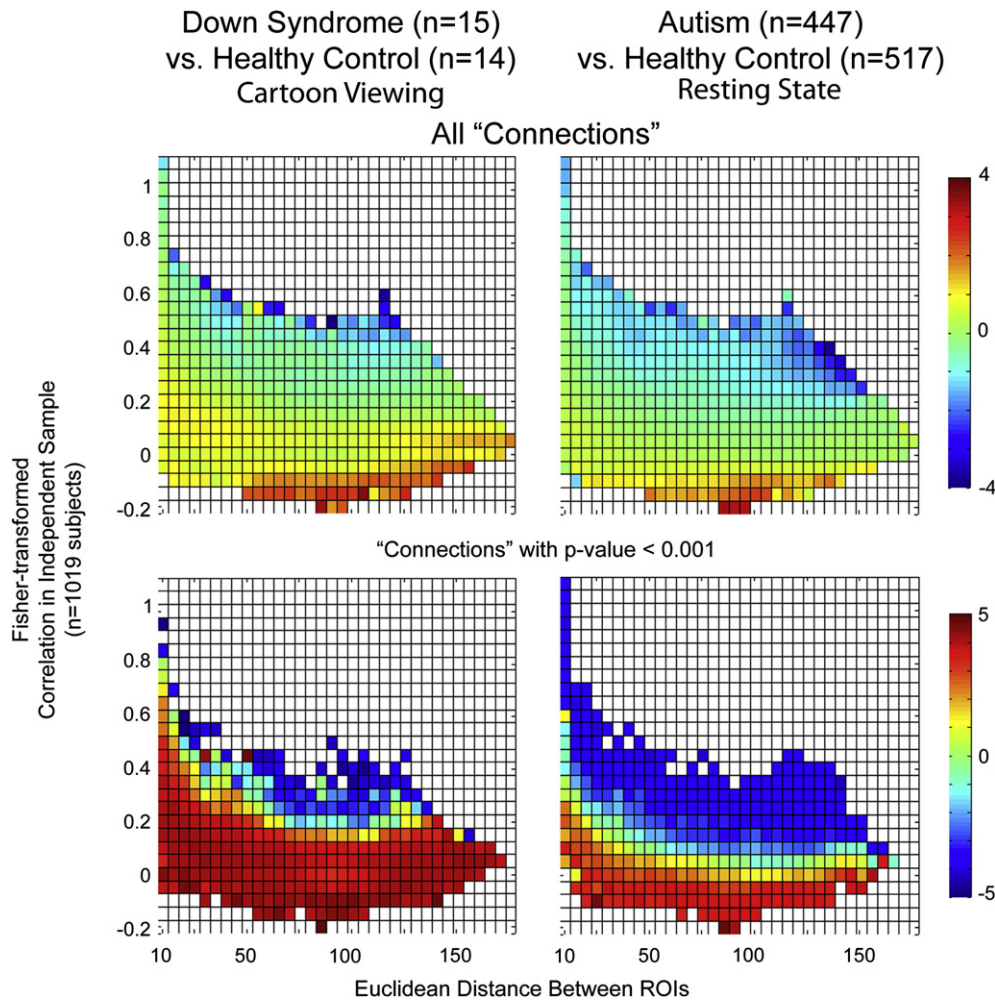 Down Syndrome (n=15)
vs. Healthy Control (n=14)
Cartoon Viewing
Autism (n=447)
vs. Healthy Control (n=517)
Resting State
All “Connections”
1
0.8
0.6
0.4
0.2
0
-0.2
4
0
-4
“Connections” with p-value < 0.001
1
0.8
0.6
0.4
0.2
0
-0.2
10 50 100 150
10 50 100 150
5
0
-5
Fisher-transformed
Correlation in Independent Sample
(n=1019 subjects)
Euclidean Distance Between ROIs